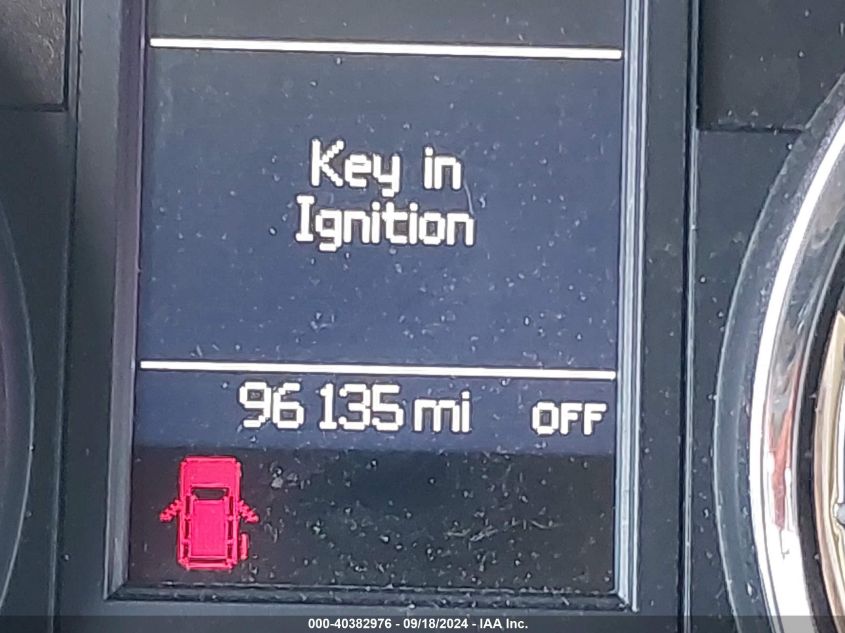 Key in
Ignition
96 135 mi OFF
000-40382976 - 09/18/2024 - IAA Inc.